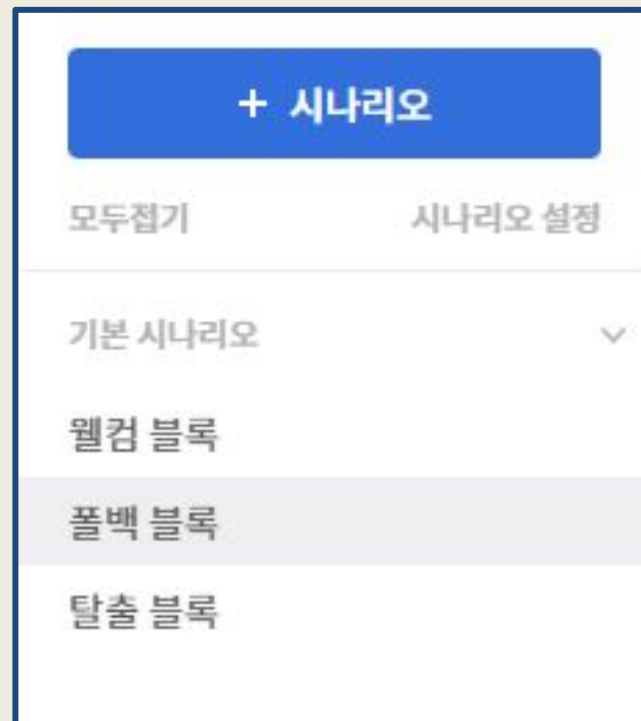 + 시나리오
모두접기 시나리오 설정
기본 시나리오
웰컴 블록
폴백 블록
탈출 블록